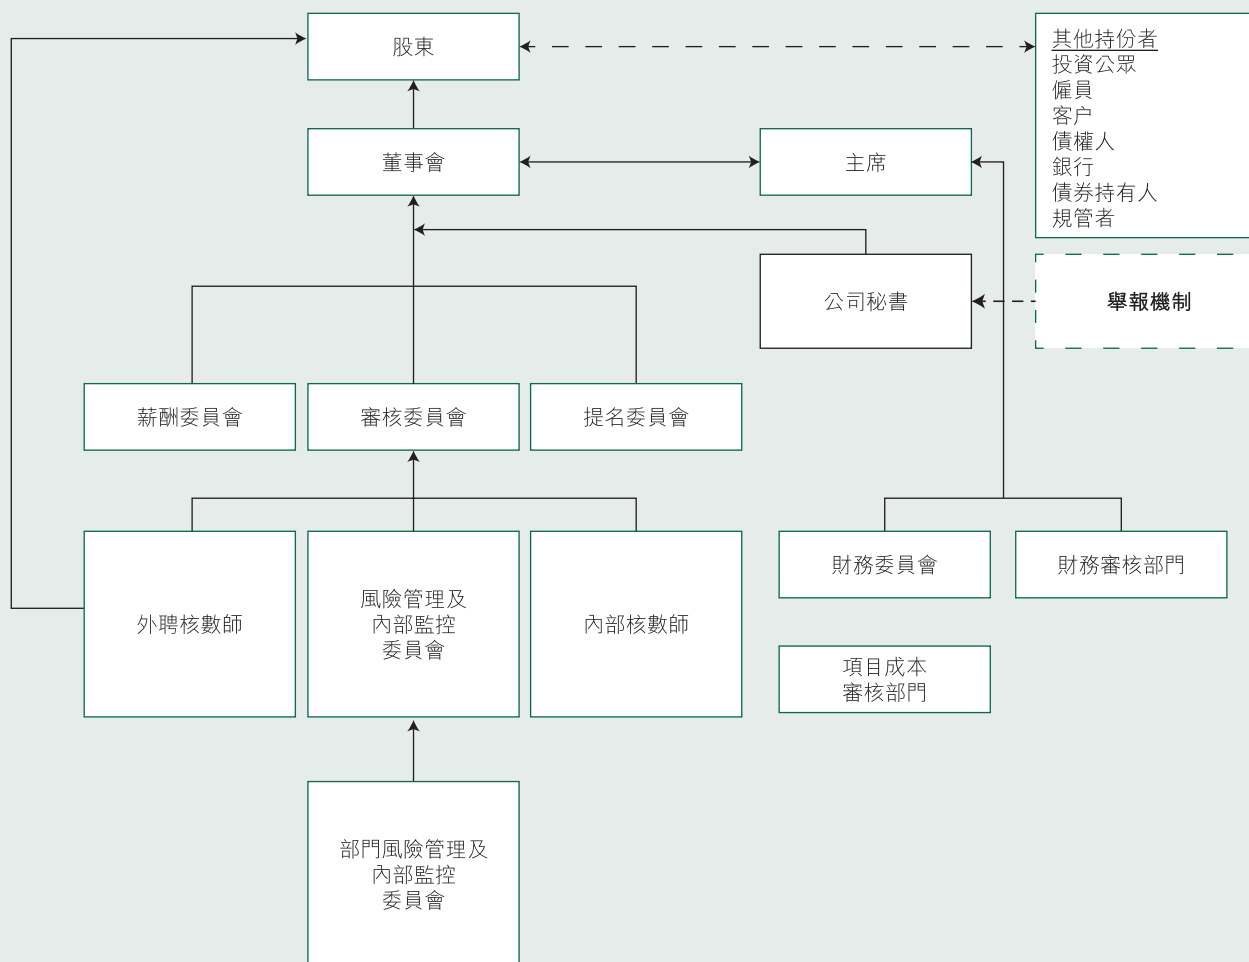 股東
其他持份者
投資公眾
僱員
客户
債權人
銀行
債券持有人
規管者
董事會
主席
公司秘書
舉報機制
薪酬委員會
審核委員會
提名委員會
外聘核數師
風險管理及
內部監控
委員會
內部核數師
財務委員會
財務審核部門
項目成本
審核部門
部門風險管理及
內部監控
委員會